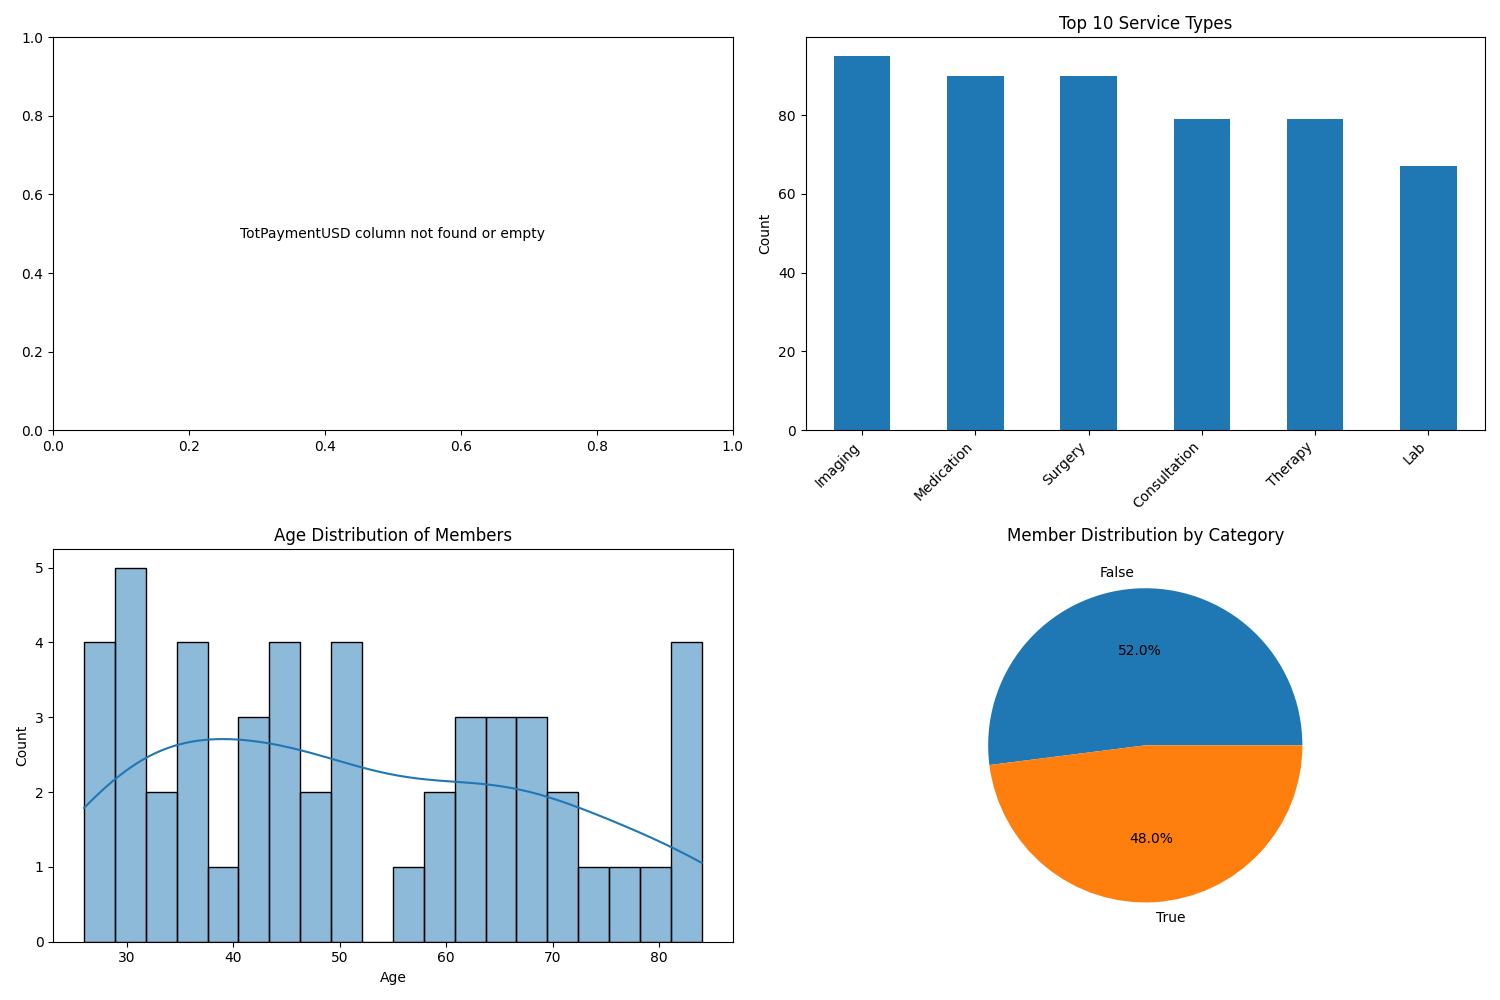 1.0
0.8
0.6
0.4
0.2
0.0
TotPaymentUSD column not found or empty
0.0 0.2 0.4 0.6 0.8 1.0
Top 10 Service Types
Count
80
60
40
20
0
Imaging
Medication
Surgery
Consultation
Therapy
Lab
Age Distribution of Members
Count
5
4
3
2
1
0
30 40 50 60 70 80
Age
Member Distribution by Category
False
52.0%
48.0%
True